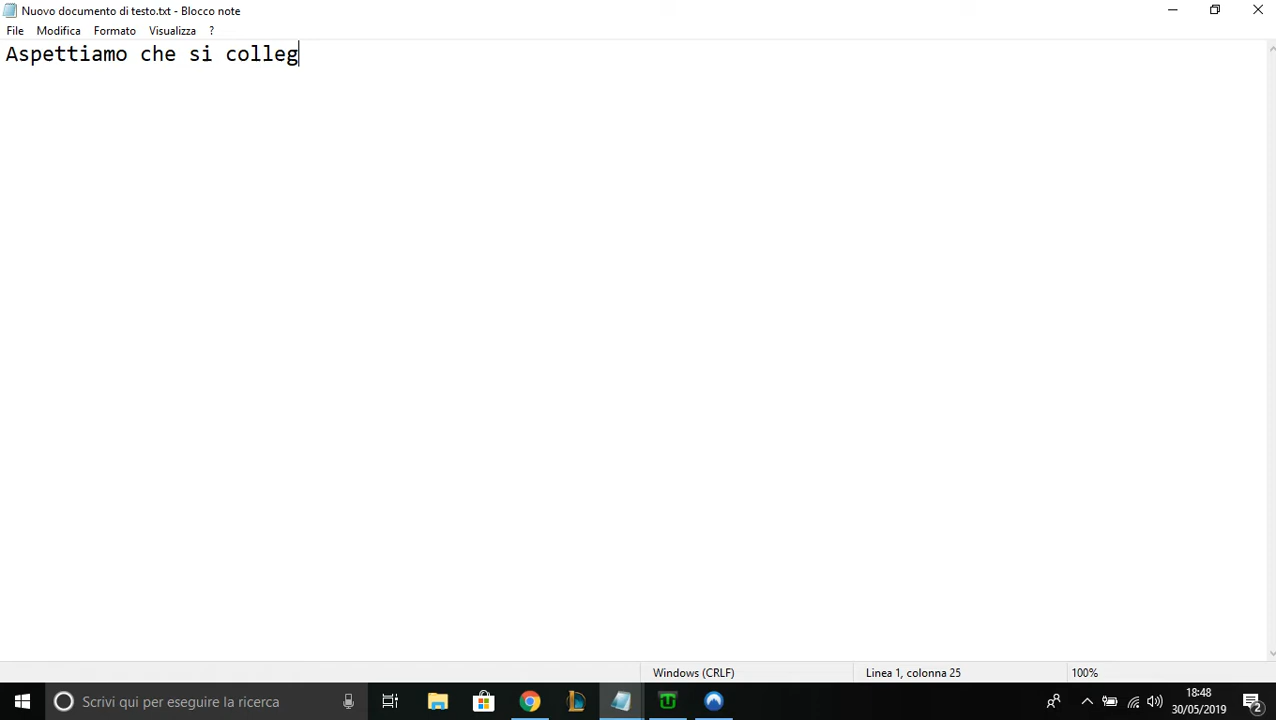 Nuovo documento di testo.txt - Blocco note
File Modifica Formato Visualizza ?
Aspettiamo che si colleg
Windows (CRLF) Linea 1, colonna 25 100%
Scrivi qui per eseguire la ricerca
18:48
30/05/2019
2